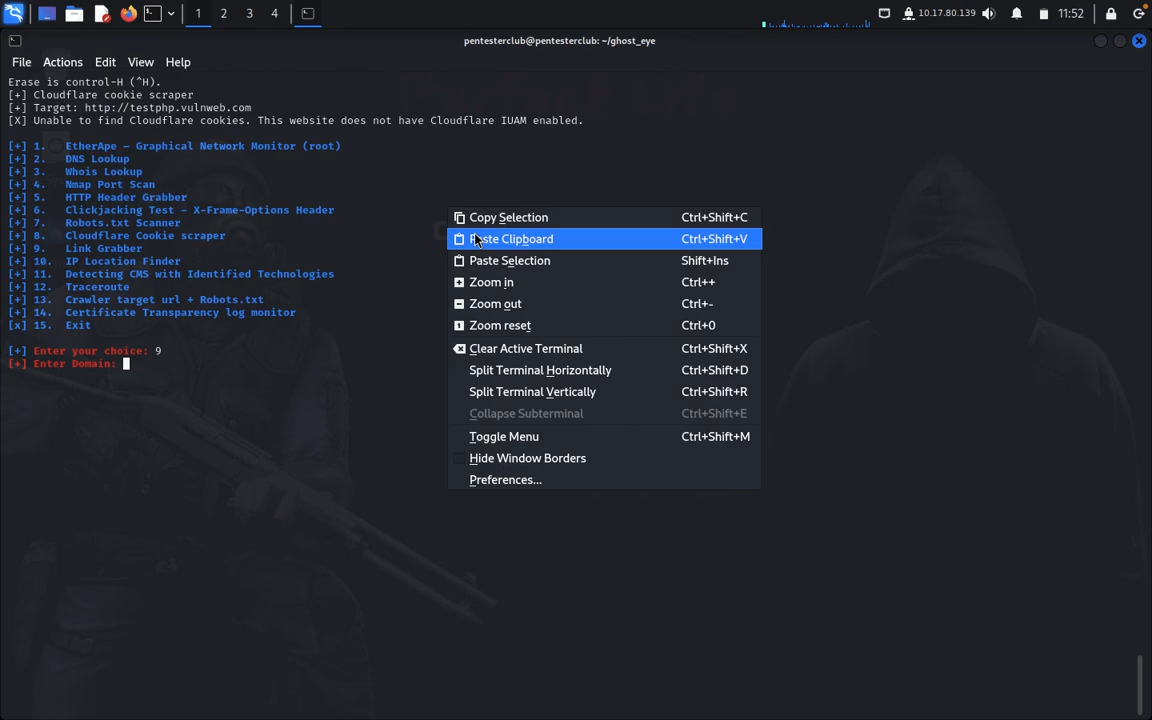 1 2 3 4 10.17.80.139 11:52
pentesterclub@pentesterclub: ~/ghost_eye
File Actions Edit View Help
Erase is control-H (^H).
[+] Cloudflare cookie scraper
[+] Target: http://testphp.vulnweb.com
[X] Unable to find Cloudflare cookies. This website does not have Cloudflare IUAM enabled.
[+] 1. EtherApe – Graphical Network Monitor (root)
[+] 2. DNS Lookup
[+] 3. Whois Lookup
[+] 4. Nmap Port Scan
[+] 5. HTTP Header Grabber
[+] 6. Clickjacking Test - X-Frame-Options Header
[+] 7. Robots.txt Scanner
[+] 8. Cloudflare Cookie scraper
[+] 9. Link Grabber
[+] 10. IP Location Finder
[+] 11. Detecting CMS with Identified Technologies
[+] 12. Traceroute
[+] 13. Crawler target url + Robots.txt
[+] 14. Certificate Transparency log monitor
[x] 15. Exit
[+] Enter your choice: 9
[+] Enter Domain:
Copy Selection Ctrl+Shift+C
Paste Clipboard Ctrl+Shift+V
Paste Selection Shift+Ins
Zoom in Ctrl++
Zoom out Ctrl+-
Zoom reset Ctrl+0
Clear Active Terminal Ctrl+Shift+X
Split Terminal Horizontally Ctrl+Shift+D
Split Terminal Vertically Ctrl+Shift+R
Collapse Subterminal Ctrl+Shift+E
Toggle Menu Ctrl+Shift+M
Hide Window Borders
Preferences...